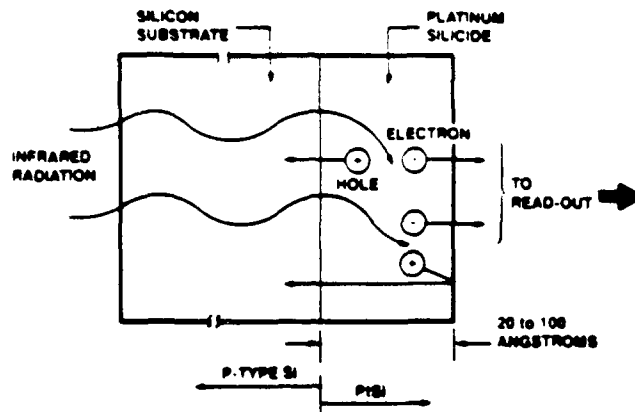 SILICON
SUBSTRATE
PLATINUM
SILICIDE
ELECTRON
INFRARED
RADIATION
HOLE
TO
READ-OUT
20 to 100
ANGSTROMS
P-TYPE SI
PtSi